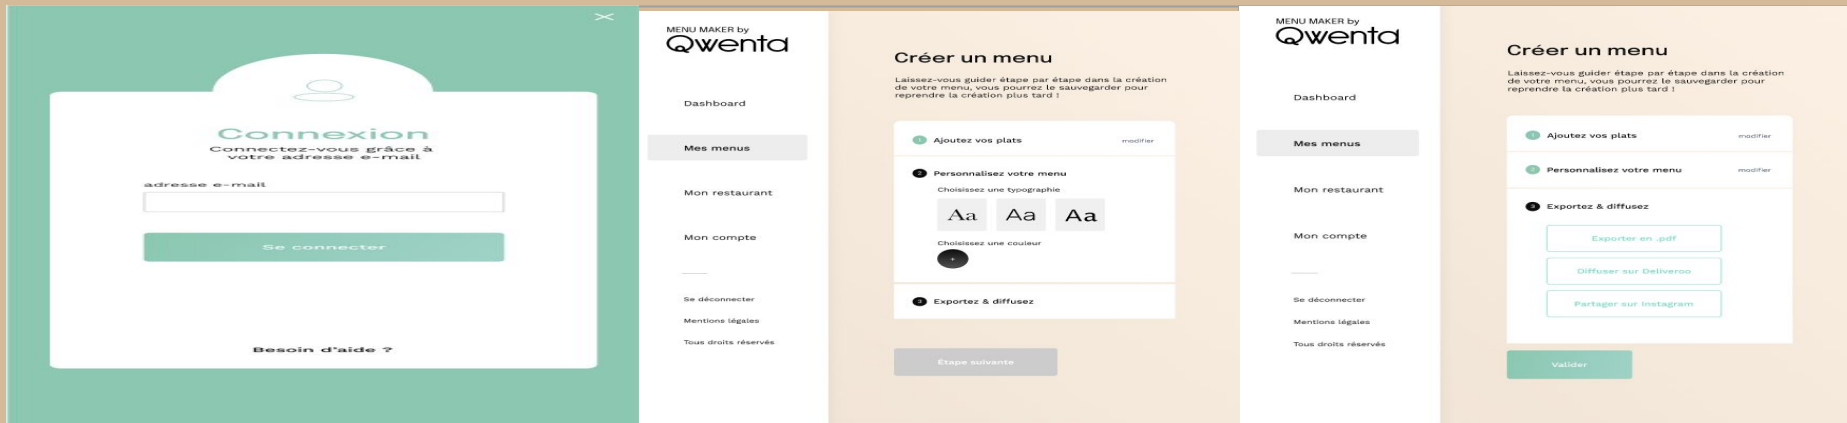 Connexion
Connectez-vous grâce à
votre adresse e-mail
adresse e-mail
Se connecter
Besoin d'aide ?
MENU MAKER by
Qwenta
Dashboard
Mes menus
Mon restaurant
Mon compte
Se déconnecter
Mentions légales
Tous droits réservés
Créer un menu
Laissez-vous guider étape par étape dans la création
de votre menu, vous pourrez le sauvegarder pour
reprendre la création plus tard !
1 Ajoutez vos plats modifier
2 Personnalisez votre menu
Choisissez une typographie
Aa Aa Aa
Choisissez une couleur
+
3 Exportez & diffusez
Étape suivante
MENU MAKER by
Qwenta
Dashboard
Mes menus
Mon restaurant
Mon compte
Se déconnecter
Mentions légales
Tous droits réservés
Créer un menu
Laissez-vous guider étape par étape dans la création
de votre menu, vous pourrez le sauvegarder pour
reprendre la création plus tard !
1 Ajoutez vos plats modifier
2 Personnalisez votre menu modifier
3 Exportez & diffusez
Exporter en .pdf
Diffuser sur Deliveroo
Partager sur Instagram
Valider